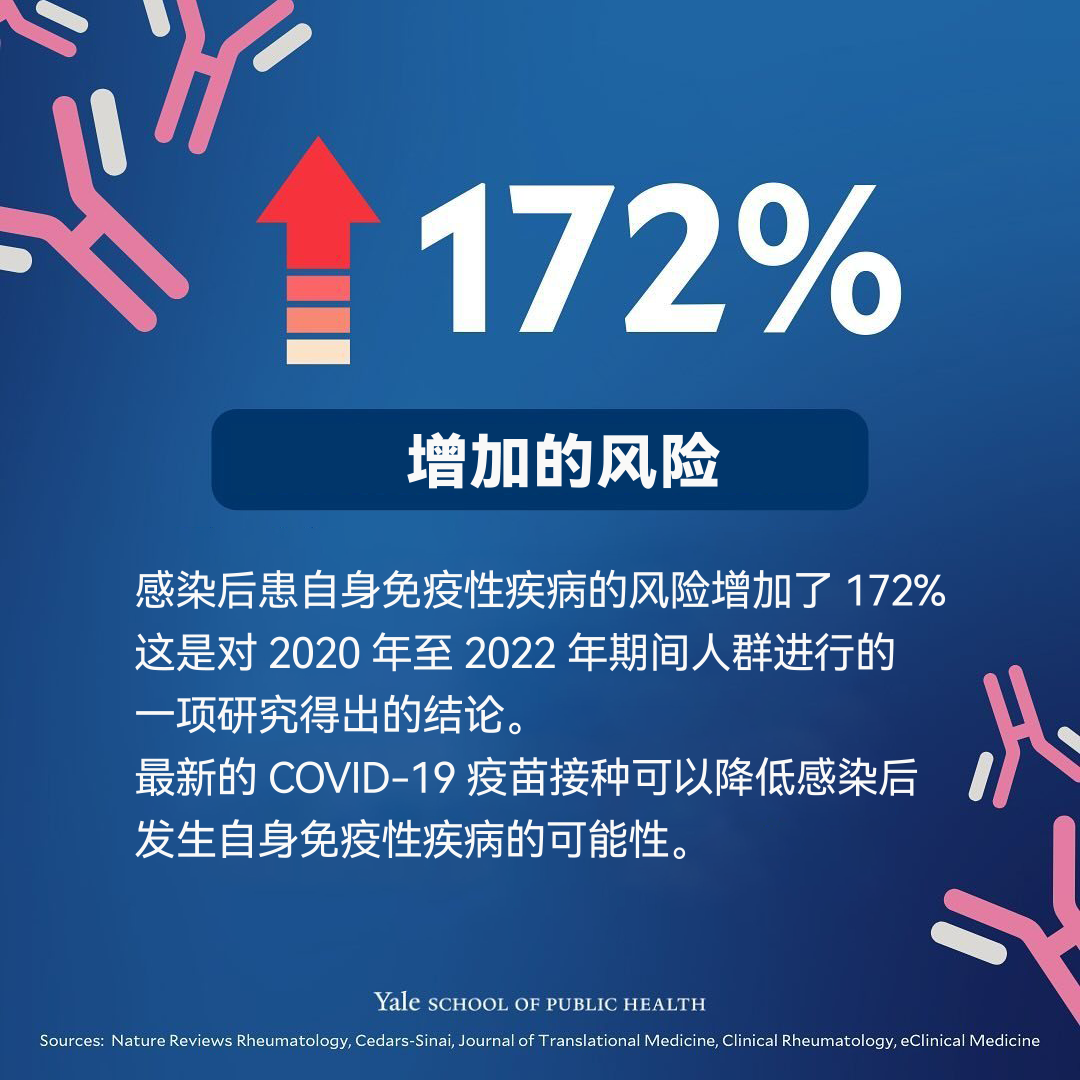 172%
增加的风险
感染后患自身免疫性疾病的风险增加了 172%
这是对 2020 年至 2022 年期间人群进行的
一项研究得出的结论。
最新的 COVID-19 疫苗接种可以降低感染后
发生自身免疫性疾病的可能性。
Yale SCHOOL OF PUBLIC HEALTH
Sources: Nature Reviews Rheumatology, Cedars-Sinai, Journal of Translational Medicine, Clinical Rheumatology, eClinical Medicine